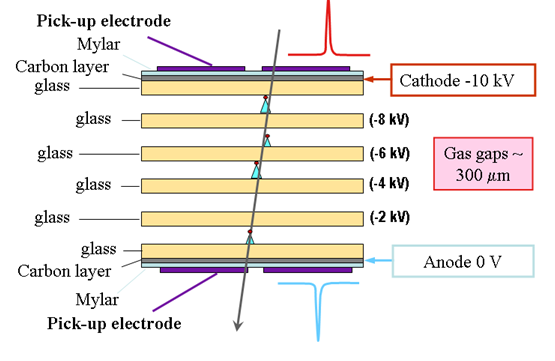 Pick-up electrode
Mylar
Carbon layer
Cathode -10 kV
glass
glass
(-8 kV)
glass
(-6 kV)
Gas gaps ~
300 μm
glass
(-4 kV)
glass
(-2 kV)
glass
Carbon layer
Anode 0 V
Mylar
Pick-up electrode